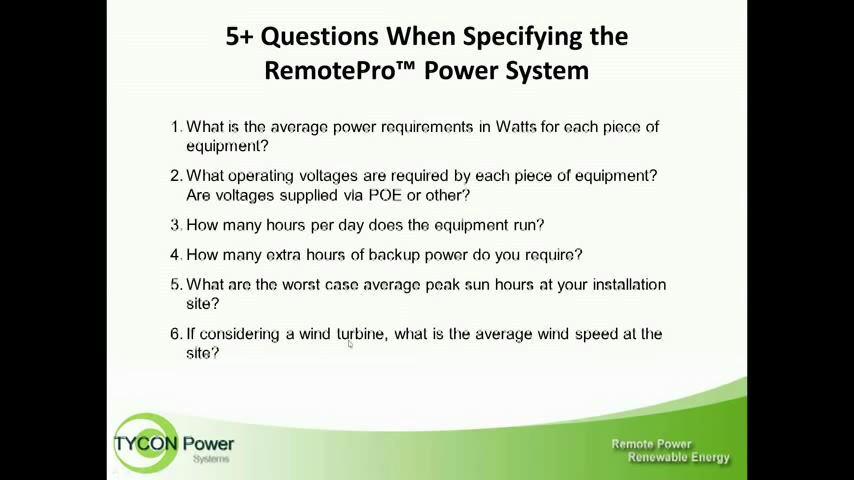 5+ Questions When Specifying the
RemotePro™ Power System
1. What is the average power requirements in Watts for each piece of
equipment?
2. What operating voltages are required by each piece of equipment?
Are voltages supplied via POE or other?
3. How many hours per day does the equipment run?
4. How many extra hours of backup power do you require?
5. What are the worst case average peak sun hours at your installation
site?
6. If considering a wind turbine, what is the average wind speed at the
site?
TYCON Power
Systems
Remote Power
Renewable Energy